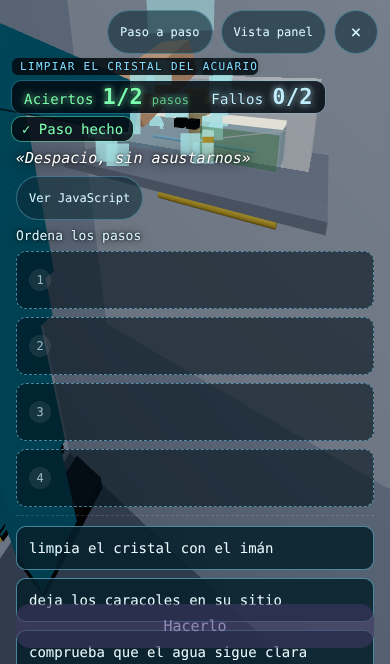 Paso a paso
Vista panel
×
LIMPIAR EL CRISTAL DEL ACUARIO
Aciertos 1/2 pasos Fallos 0/2
✓ Paso hecho
«Despacio, sin asustarnos»
Ver JavaScript
Ordena los pasos
1
2
3
4
limpia el cristal con el imán
deja los caracoles en su sitio
Hacerlo
comprueba que el agua sigue clara